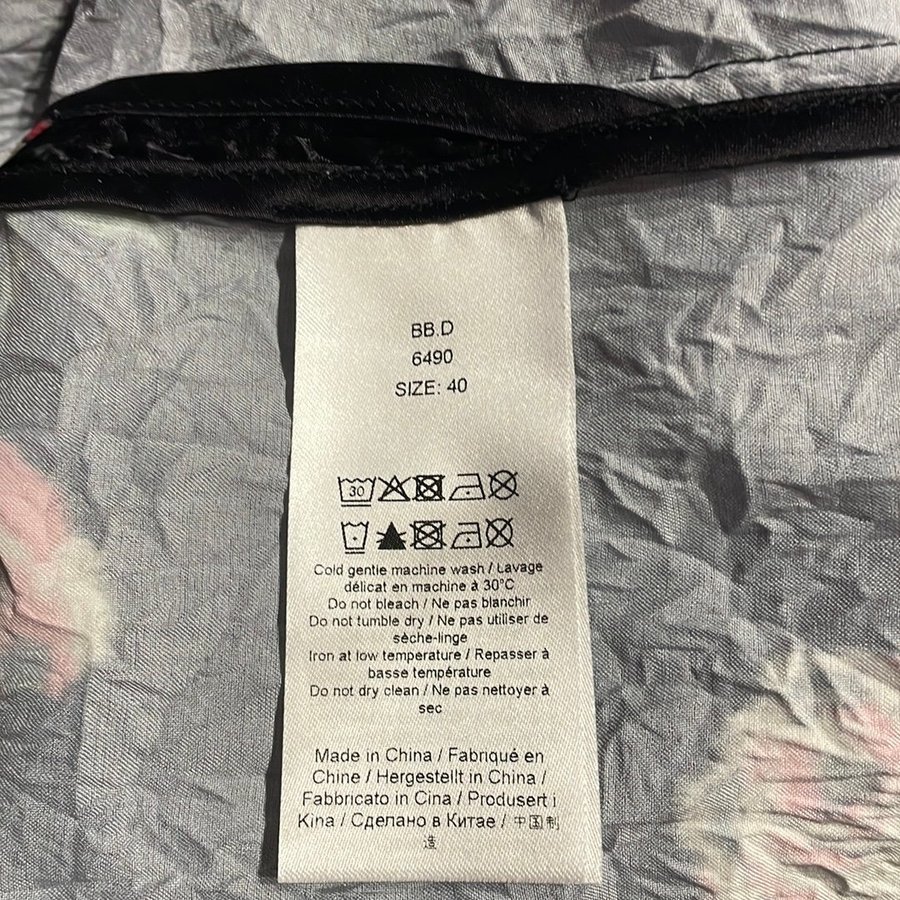 BB.D
6490
SIZE: 40
30
Cold gentle machine wash / Lavage
délicat en machine à 30°C
Do not bleach / Ne pas blanchir
Do not tumble dry / Ne pas utiliser de
sèche-linge
Iron at low temperature / Repasser à
basse température
Do not dry clean / Ne pas nettoyer à
sec
Made in China / Fabriqué en
Chine / Hergestellt in China /
Fabbricato in Cina / Produsert i
Kina / Сделано в Китае / 中国制
造